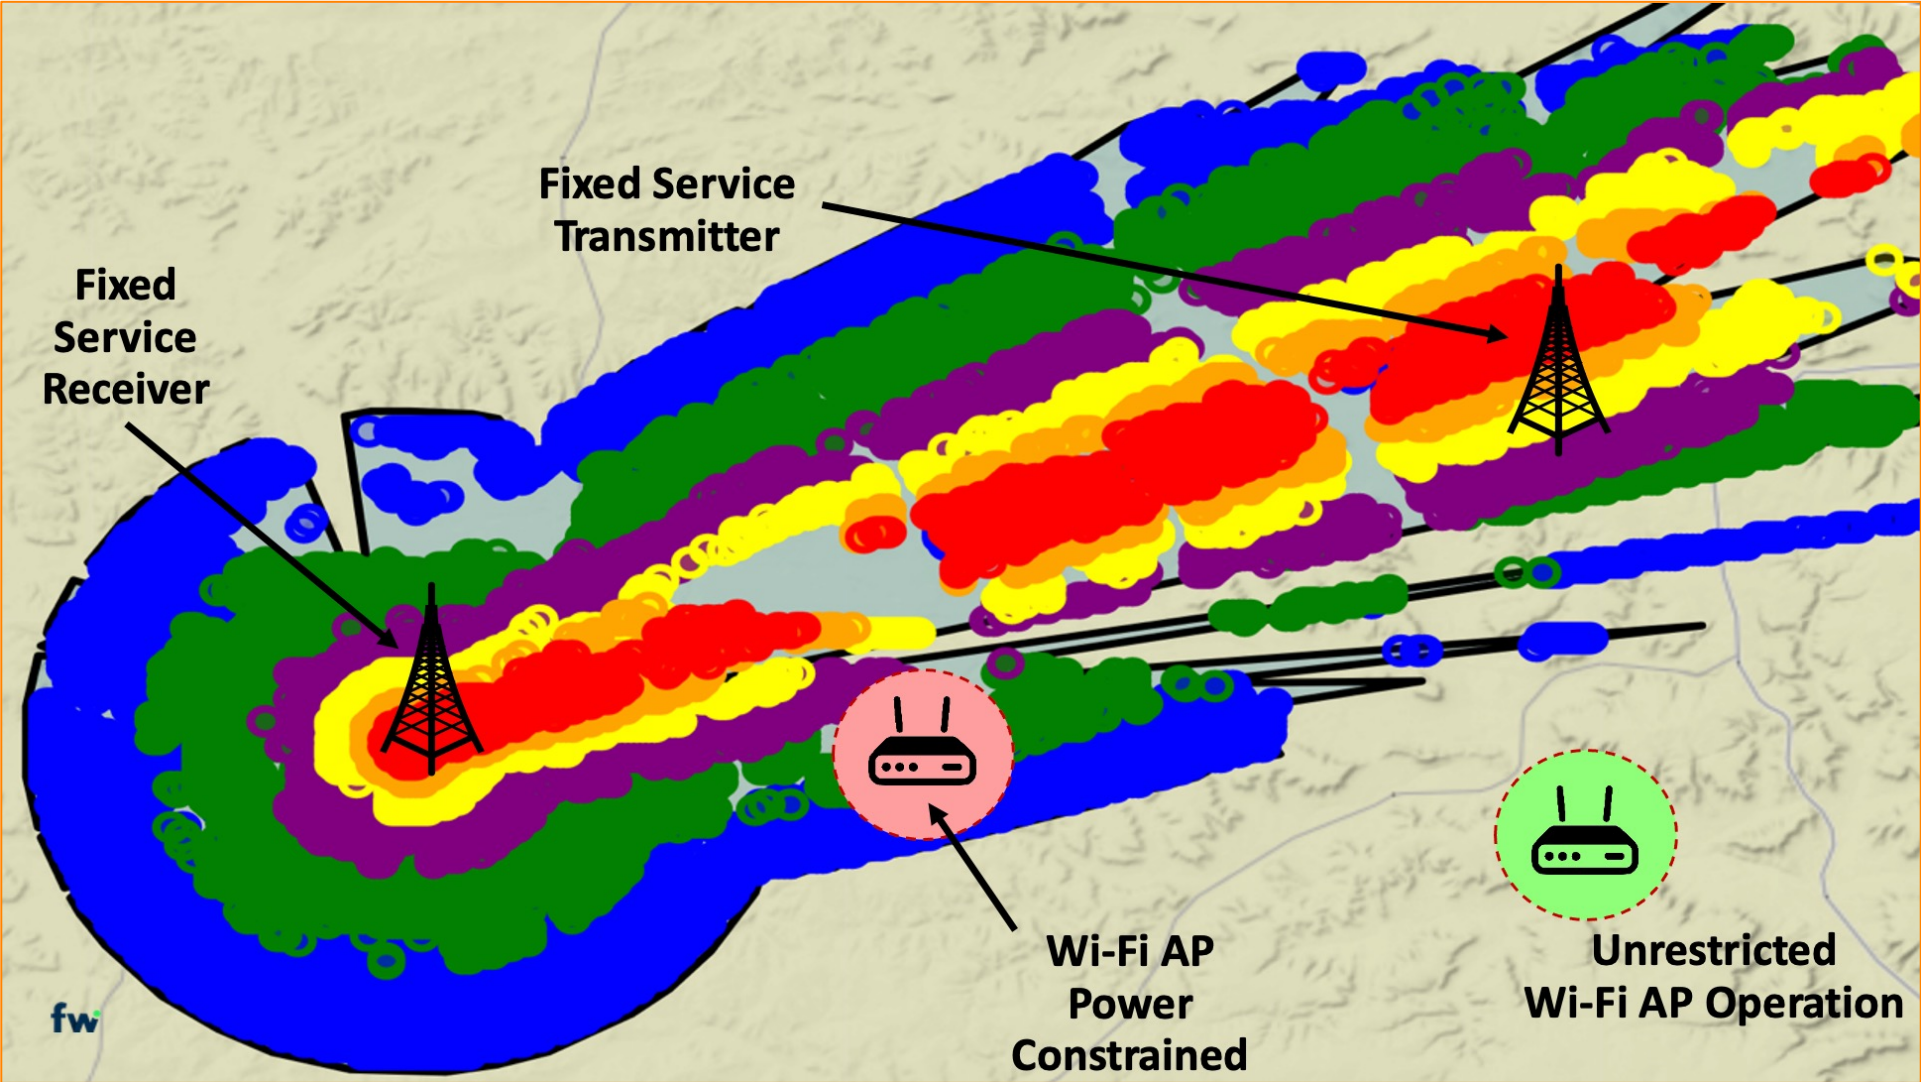 Fixed Service
Transmitter
Fixed
Service
Receiver
Wi-Fi AP
Power
Constrained
Unrestricted
Wi-Fi AP Operation
fw